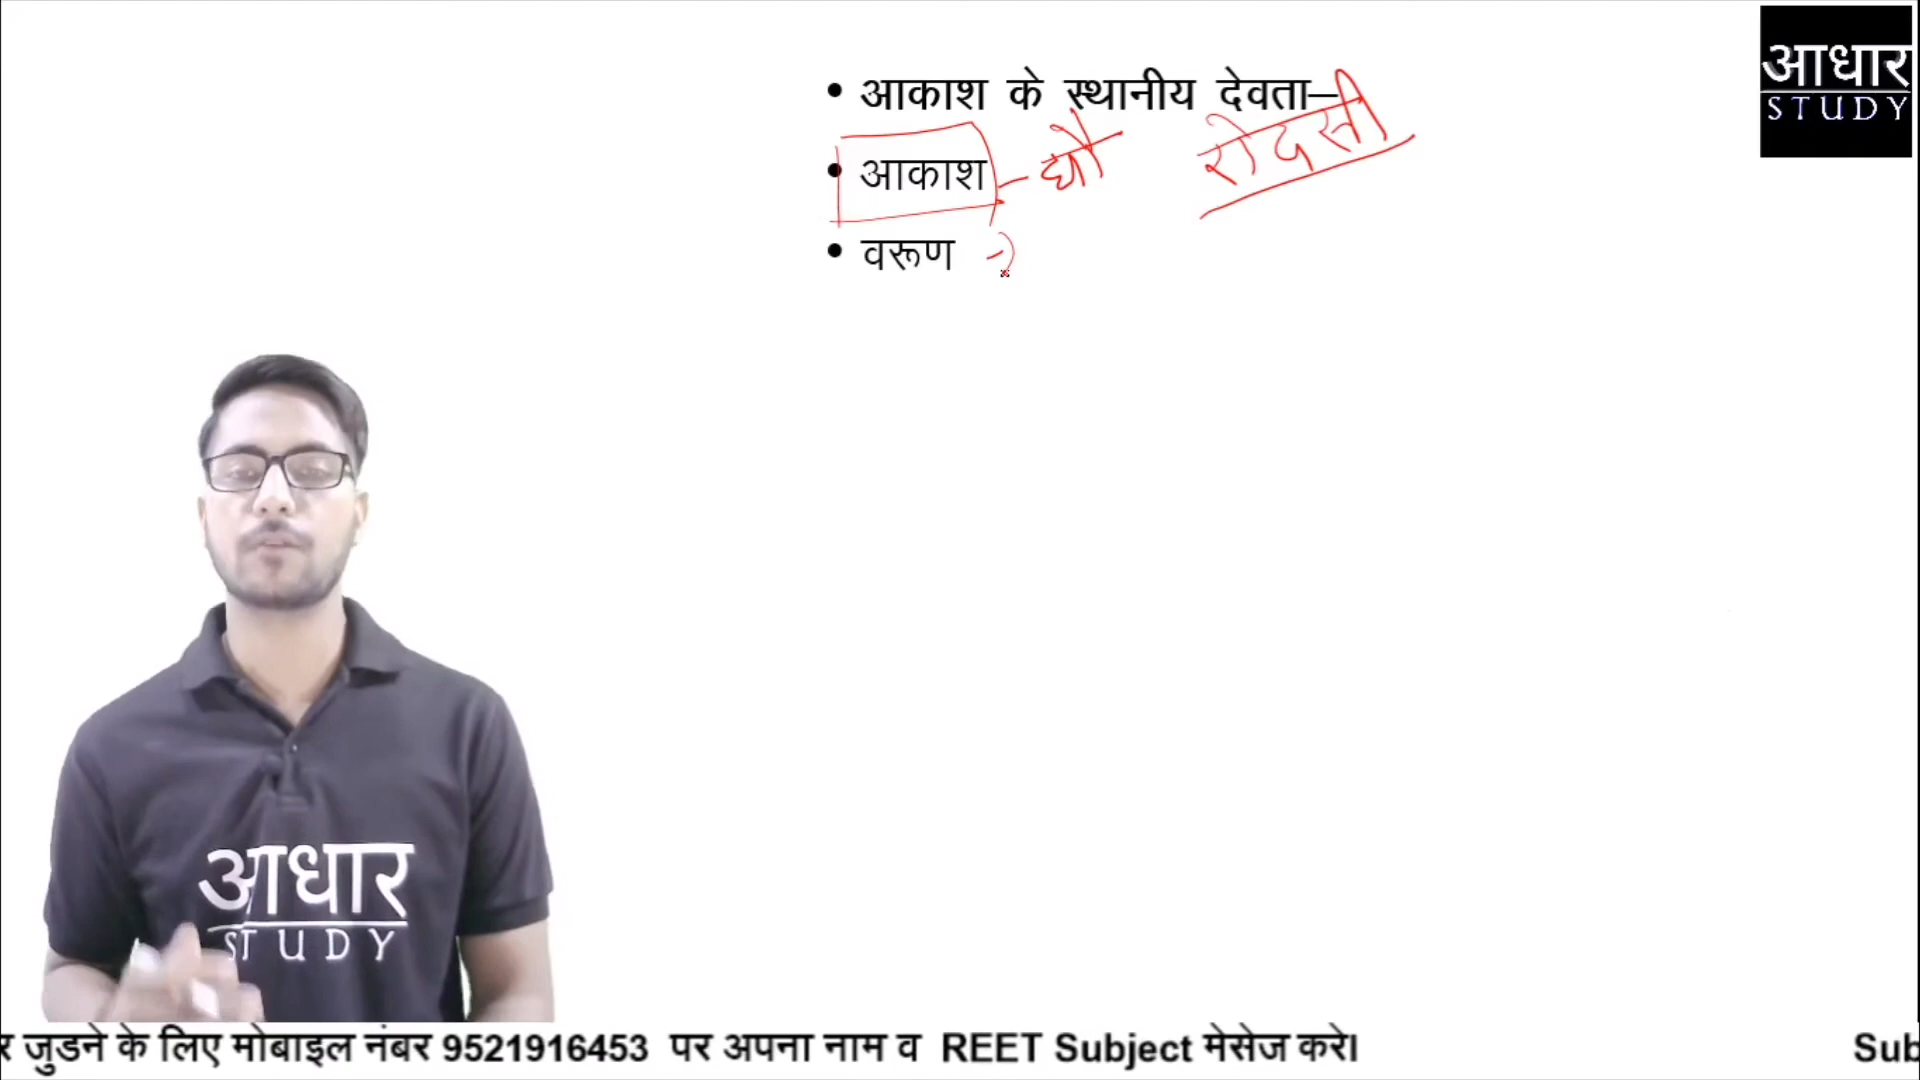 आकाश के स्थानीय देवता–
आकाश – द्यौ रोदसी
वरूण
आधार
STUDY
आधार
STUDY
र जुडने के लिए मोबाइल नंबर 9521916453 पर अपना नाम व REET Subject मेसेज करे। Sub